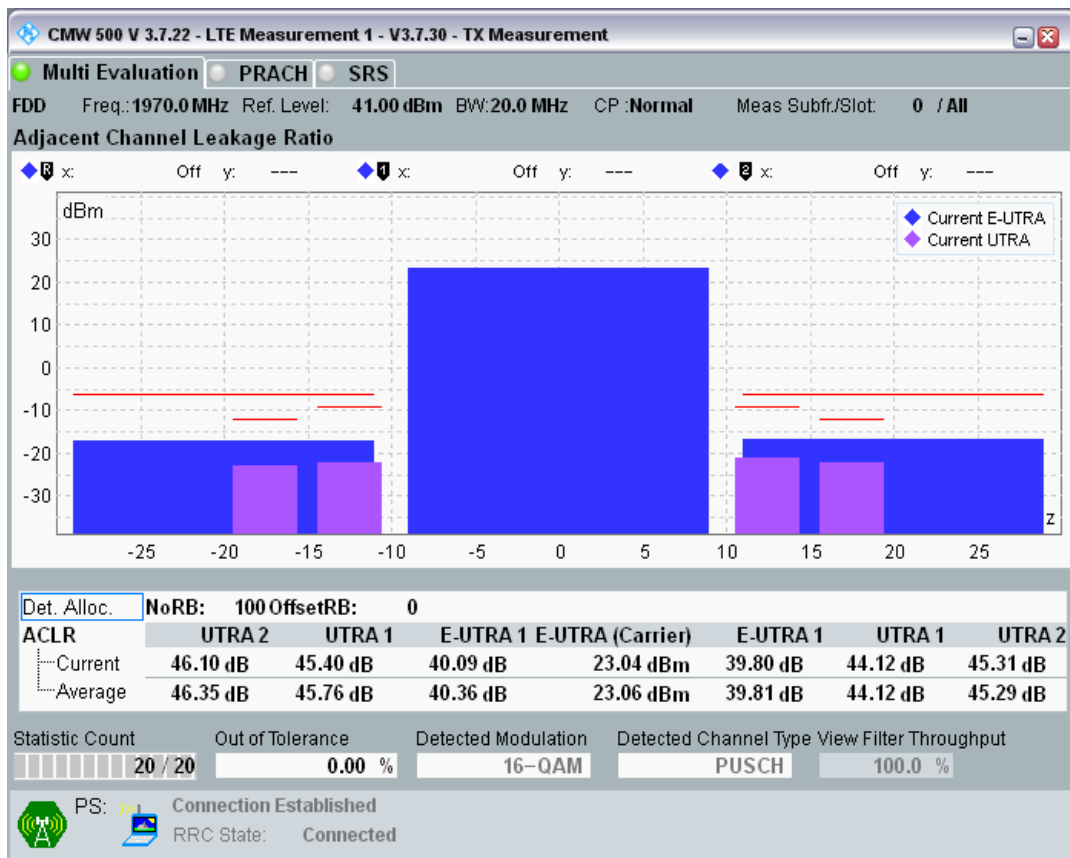 CMW 500 V 3.7.22 - LTE Measurement 1 - V3.7.30 - TX Measurement
Multi Evaluation PRACH SRS
FDD Freq.: 1970.0 MHz Ref. Level: 41.00 dBm BW: 20.0 MHz CP : Normal Meas Subfr./Slot: 0 / All
Adjacent Channel Leakage Ratio
R x: Off y: --- 1 x: Off y: --- 2 x: Off y: ---
dBm
Current E-UTRA
Current UTRA
30
20
10
0
-10
-20
-30
z
-25 -20 -15 -10 -5 0 5 10 15 20 25
Det. Alloc. NoRB: 100 OffsetRB: 0
ACLR UTRA 2 UTRA 1 E-UTRA 1 E-UTRA (Carrier) E-UTRA 1 UTRA 1 UTRA 2
Current 46.10 dB 45.40 dB 40.09 dB 23.04 dBm 39.80 dB 44.12 dB 45.31 dB
Average 46.35 dB 45.76 dB 40.36 dB 23.06 dBm 39.81 dB 44.12 dB 45.29 dB
Statistic Count Out of Tolerance Detected Modulation Detected Channel Type View Filter Throughput
20 / 20 0.00 % 16-QAM PUSCH 100.0 %
PS: Connection Established
RRC State: Connected